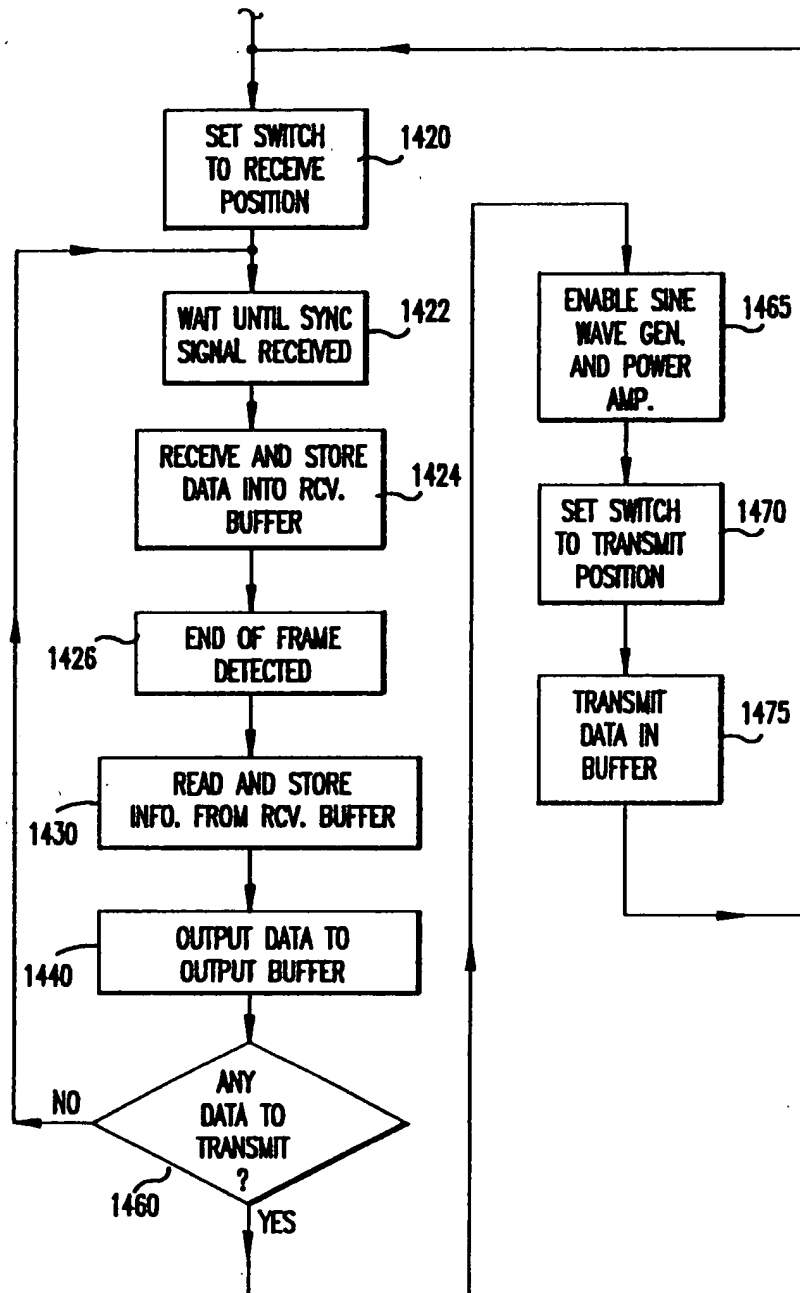 SET SWITCH
TO RECEIVE
POSITION
1420
WAIT UNTIL SYNC
SIGNAL RECEIVED
1422
RECEIVE AND STORE
DATA INTO RCV.
BUFFER
1424
1426
END OF FRAME
DETECTED
READ AND STORE
INFO. FROM RCV. BUFFER
1430
OUTPUT DATA TO
OUTPUT BUFFER
1440
ANY
DATA TO
TRANSMIT
?
NO
1460
YES
ENABLE SINE
WAVE GEN.
AND POWER
AMP.
1465
SET SWITCH
TO TRANSMIT
POSITION
1470
TRANSMIT
DATA IN
BUFFER
1475